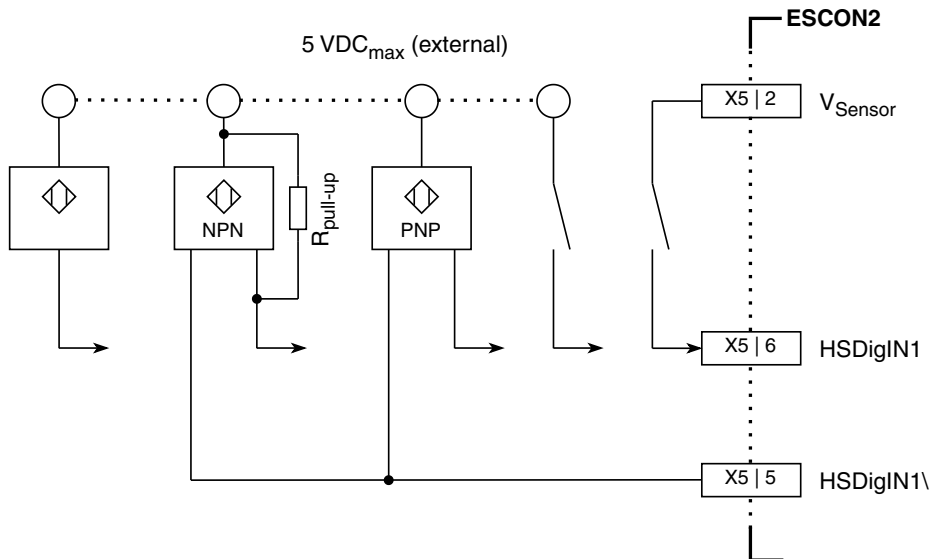 ESCON2
5 VDCmax (external)
X5 | 2
VSensor
NPN
Rpull-up
PNP
X5 | 6
HSDigIN1
X5 | 5
HSDigIN1\